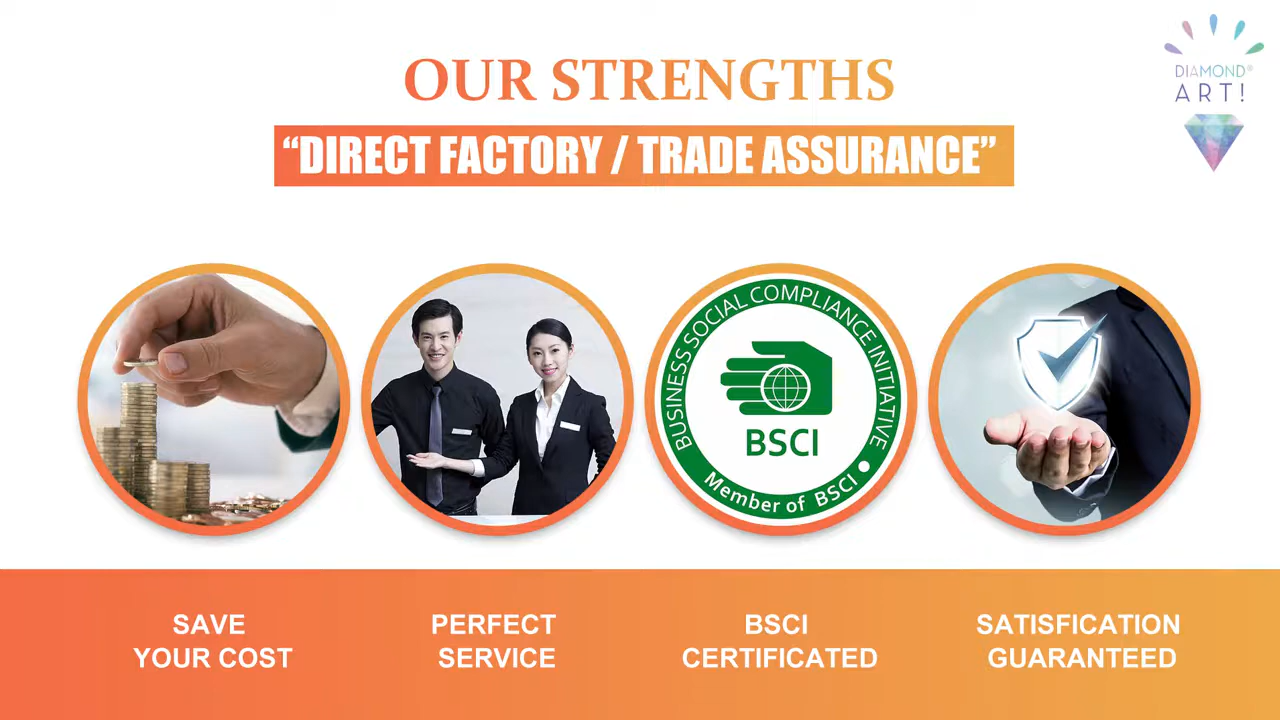 OUR STRENGTHS
“DIRECT FACTORY / TRADE ASSURANCE”
DIAMOND®
ART!
BUSINESS SOCIAL COMPLIANCE INITIATIVE
BSCI
Member of BSCI
SAVE
YOUR COST
PERFECT
SERVICE
BSCI
CERTIFICATED
SATISFICATION
GUARANTEED